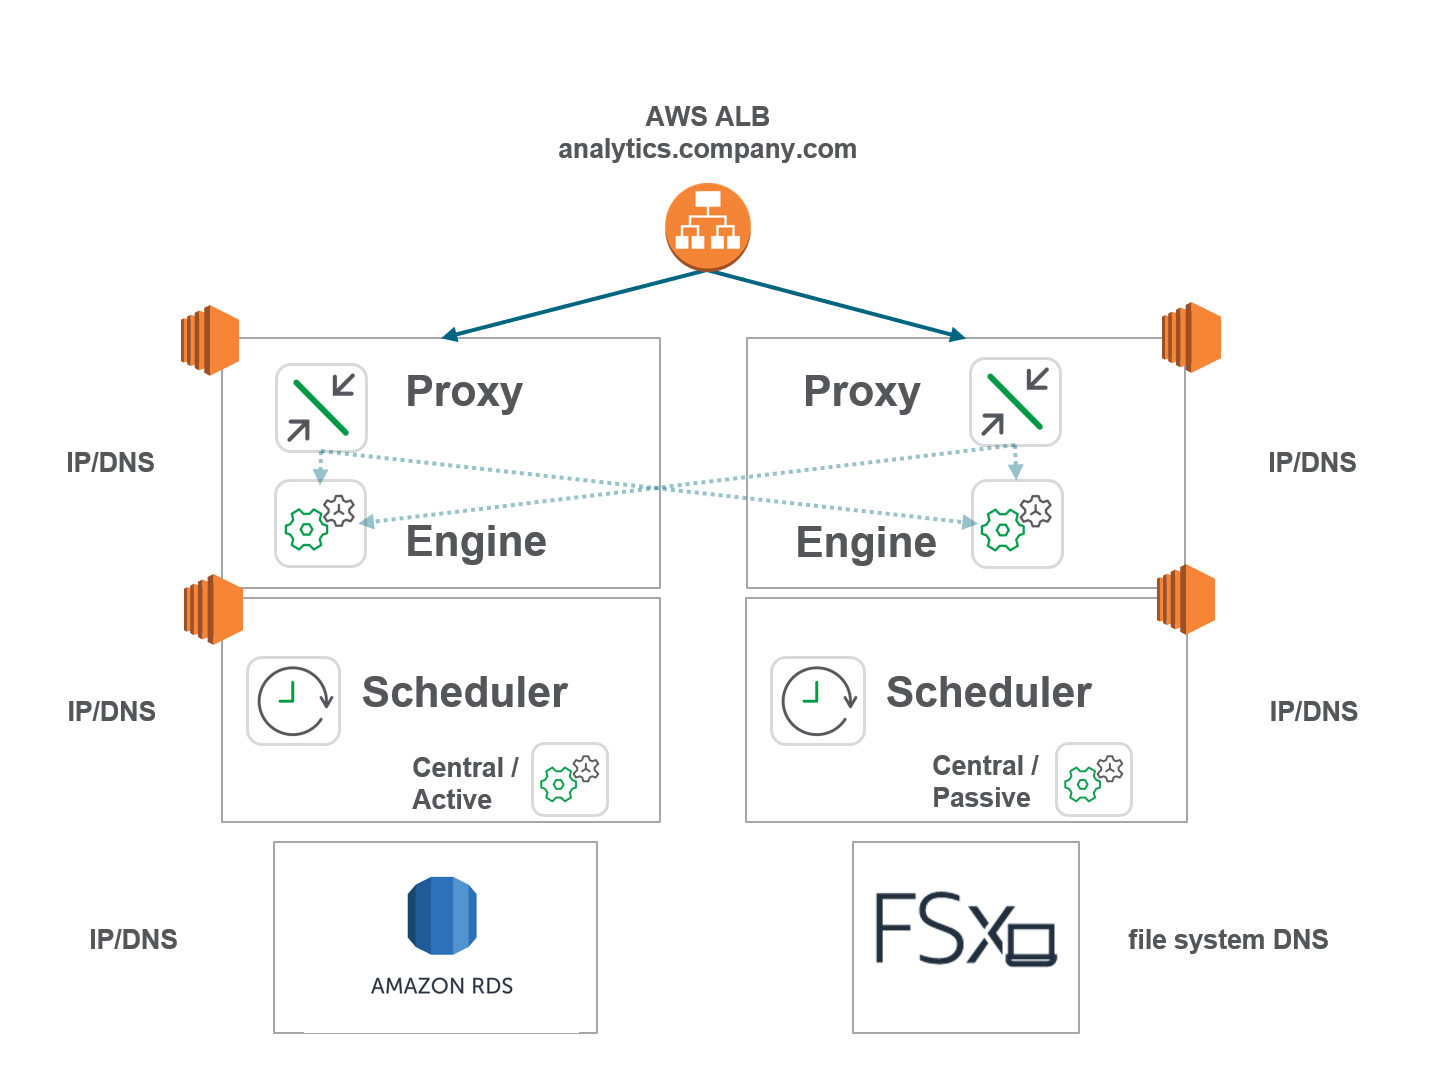 AWS ALB
analytics.company.com
Proxy
Proxy
IP/DNS
IP/DNS
Engine
Engine
Scheduler
Scheduler
IP/DNS
IP/DNS
Central /
Active
Central /
Passive
AMAZON RDS
FSx
IP/DNS
file system DNS